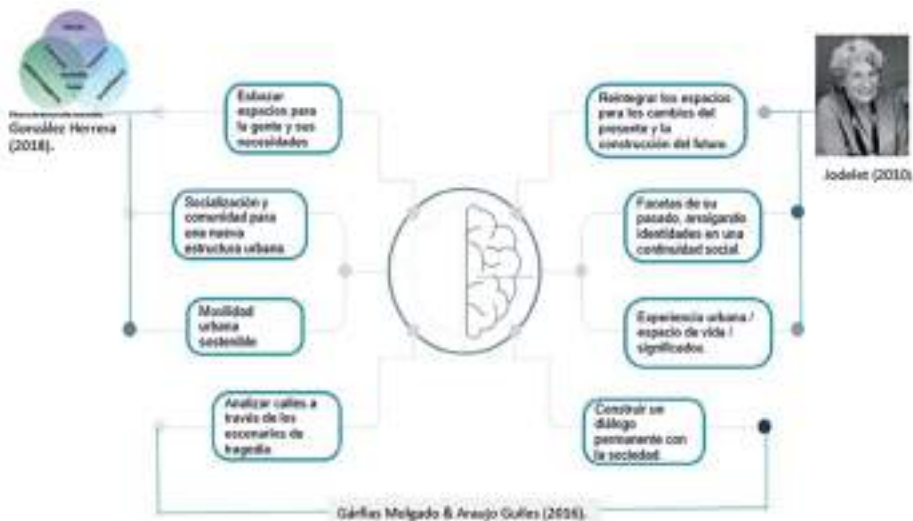 González Herrera
(2018).
Esbozar
espacios para
la gente y sus
necesidades
Socialización y
comunidad para
una nueva
estructura urbana
Movilidad
urbana
sostenible
Analizar calles a
través de los
escenarios de
tragedia
Reintegrar los espacios
para los cambios del
presente y la
construcción del futuro.
Jodelet (2010)
Facetas de su
pasado, arraigando
identidades en una
continuidad social.
Experiencia urbana /
espacio de vida /
significados.
Construir un
diálogo
permanente con
la sociedad.
Gárfias Molgado & Araujo Guiles (2016).